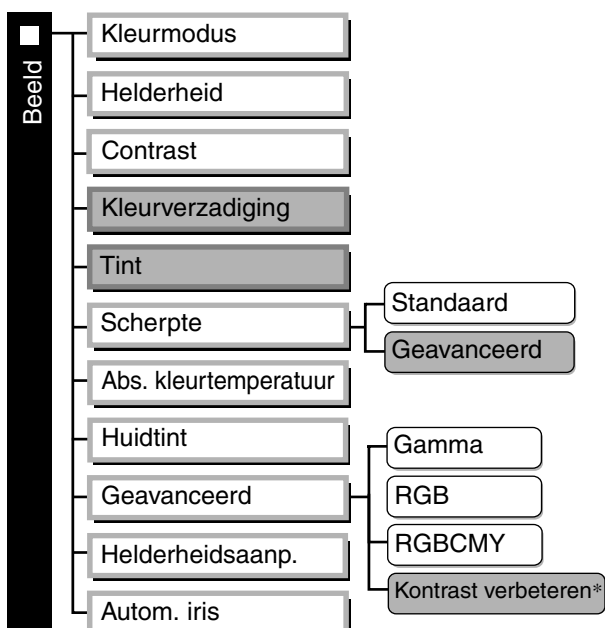 Beeld
Kleurmodus
Helderheid
Contrast
Kleurverzadiging
Tint
Scherpte
Standaard
Geavanceerd
Abs. kleurtemperatuur
Huidtint
Geavanceerd
Gamma
RGB
RGBCMY
Kontrast verbeteren*
Helderheidsaanp.
Autom. iris